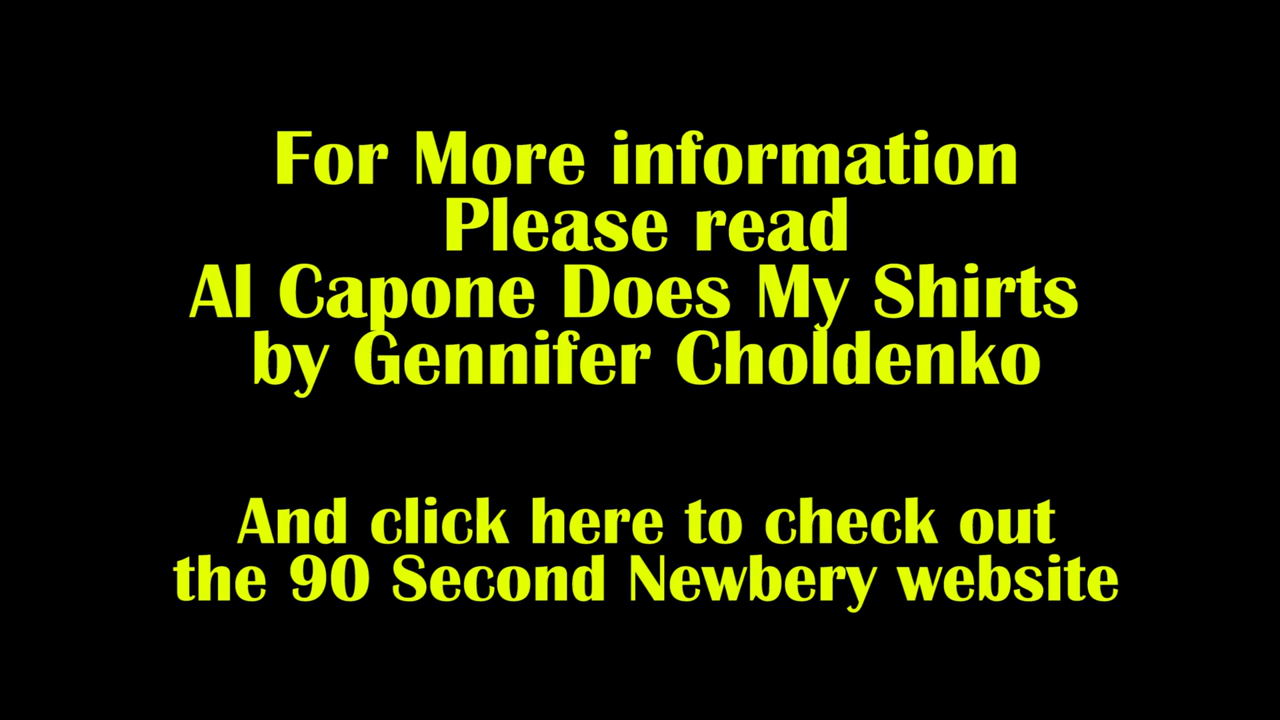 For More information
Please read
Al Capone Does My Shirts
by Gennifer Choldenko
And click here to check out
the 90 Second Newbery website